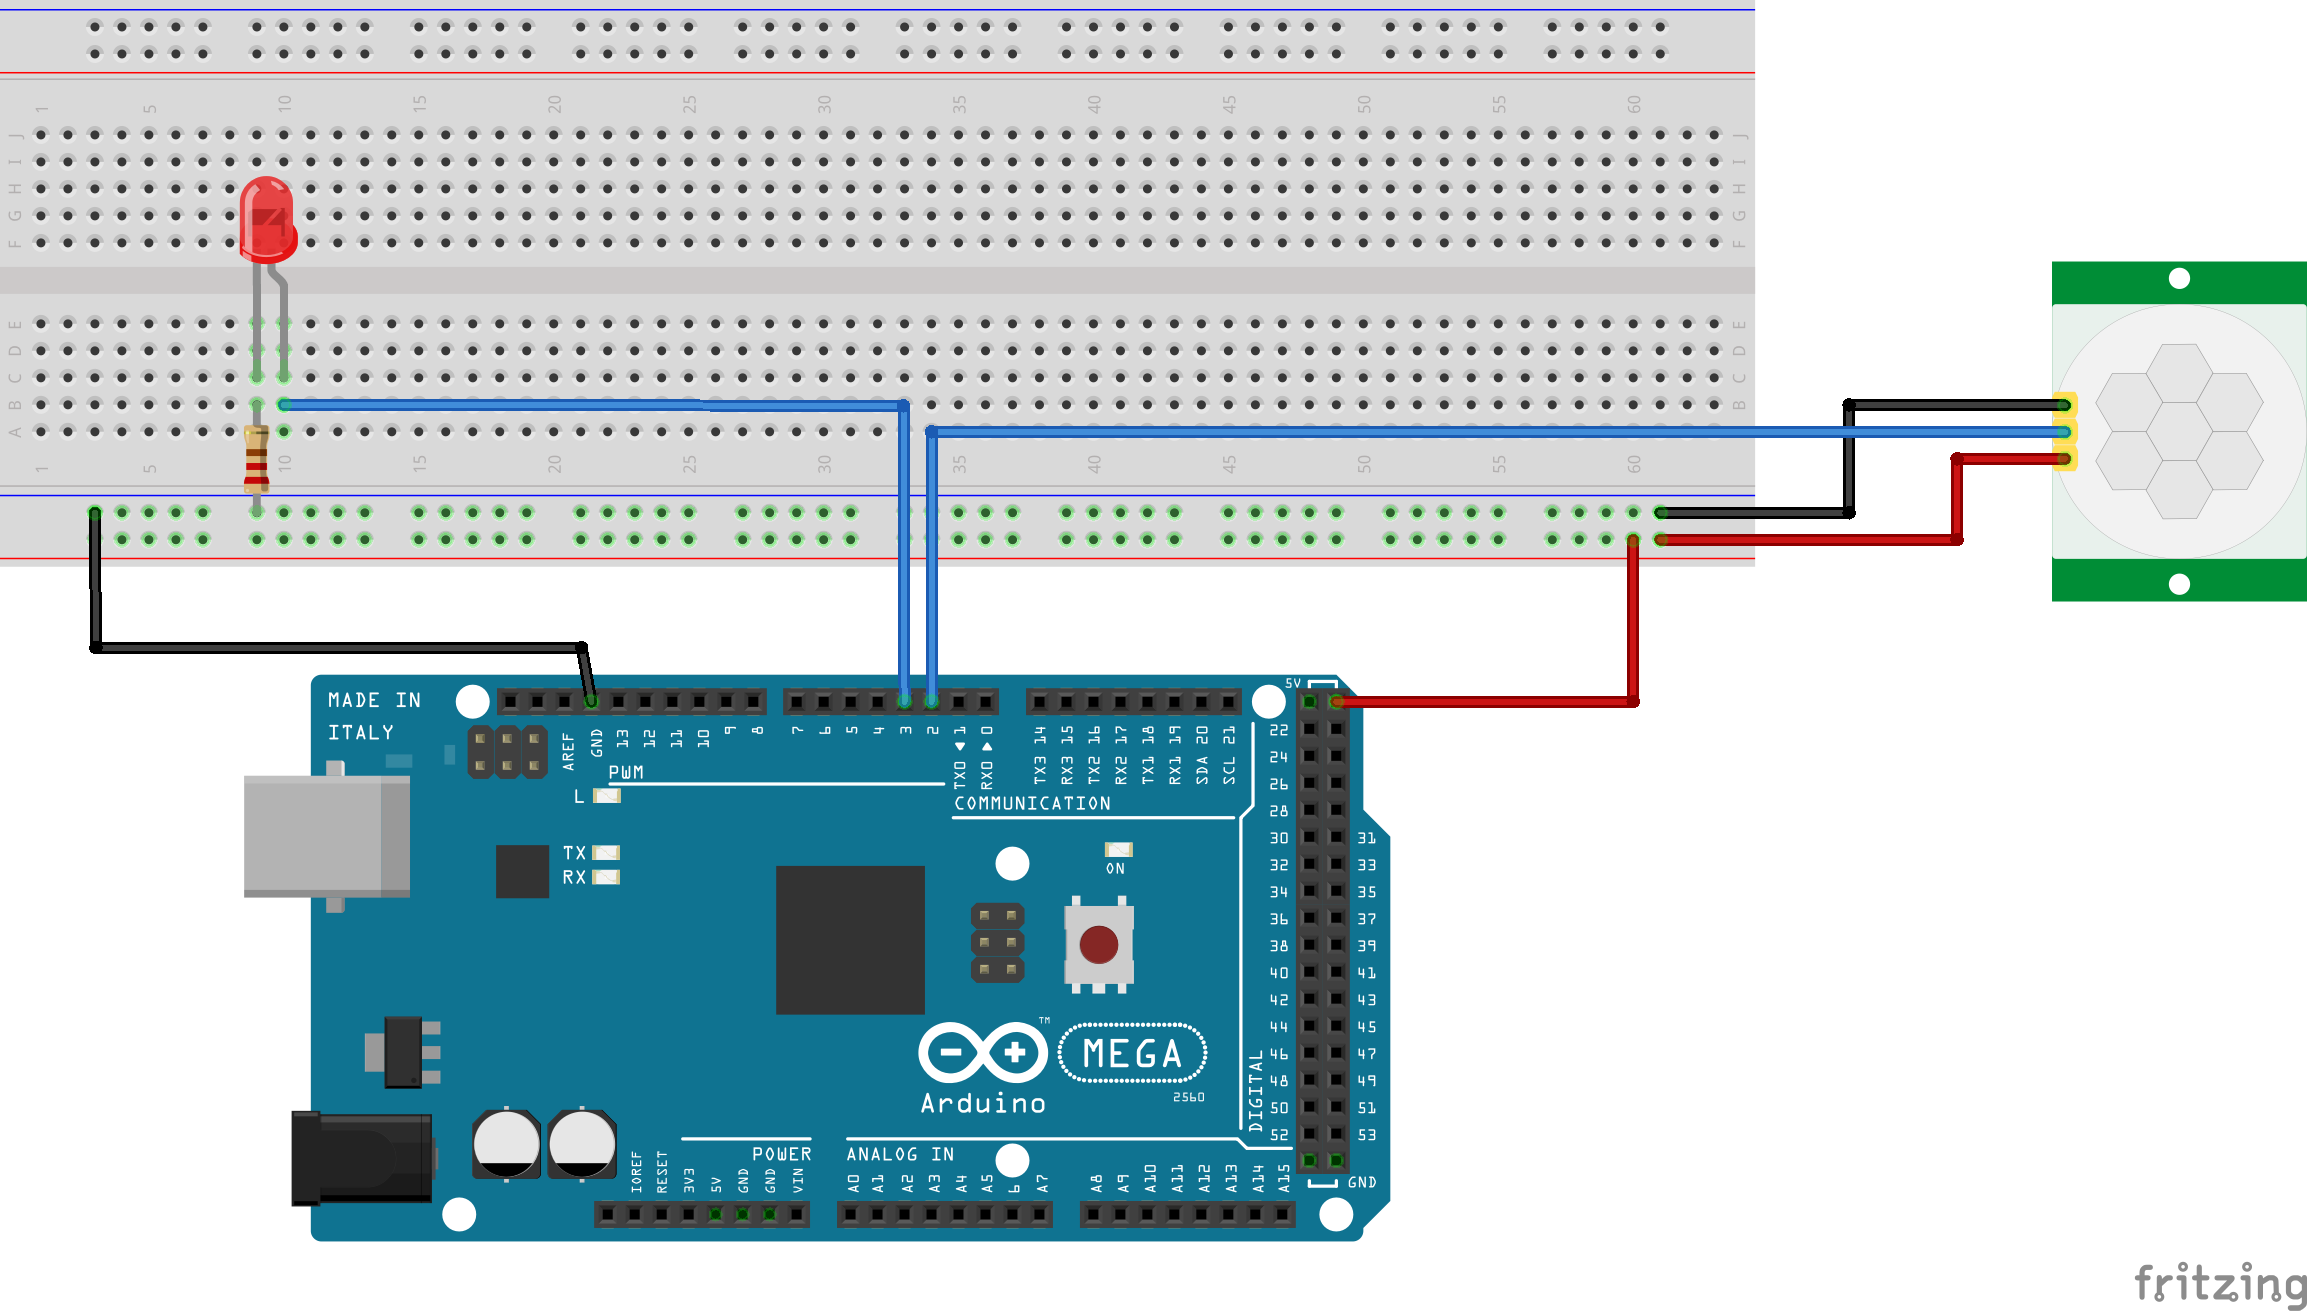 1 5 10 15 20 25 30 35 40 45 50 55 60
J J
I I
H H
G G
F F
E E
D D
C C
B B
A
1 5 10 15 20 25 30 35 40 45 50 55 60
5V
MADE IN
ITALY
AREF GND 13 12 11 10 9 8 7 6 5 4 3 2 TX0 1 RX0 0 TX3 14 RX3 15 TX2 16 RX2 17 TX1 18 RX1 19 SDA 20 SCL 21
22
24
26
28
30 31
32 33
34 35
36 37
38 39
40 41
42 43
44 45
46 47
48 49
50 51
52 53
PWM
L
COMMUNICATION
TX
RX
ON
TM
MEGA
Arduino
2560
DIGITAL
POWER
ANALOG IN
IOREF RESET 3V3 5V GND GND VIN A0 A1 A2 A3 A4 A5 6 A7 A8 A9 A10 A11 A12 A13 A14 A15
GND
fritzing